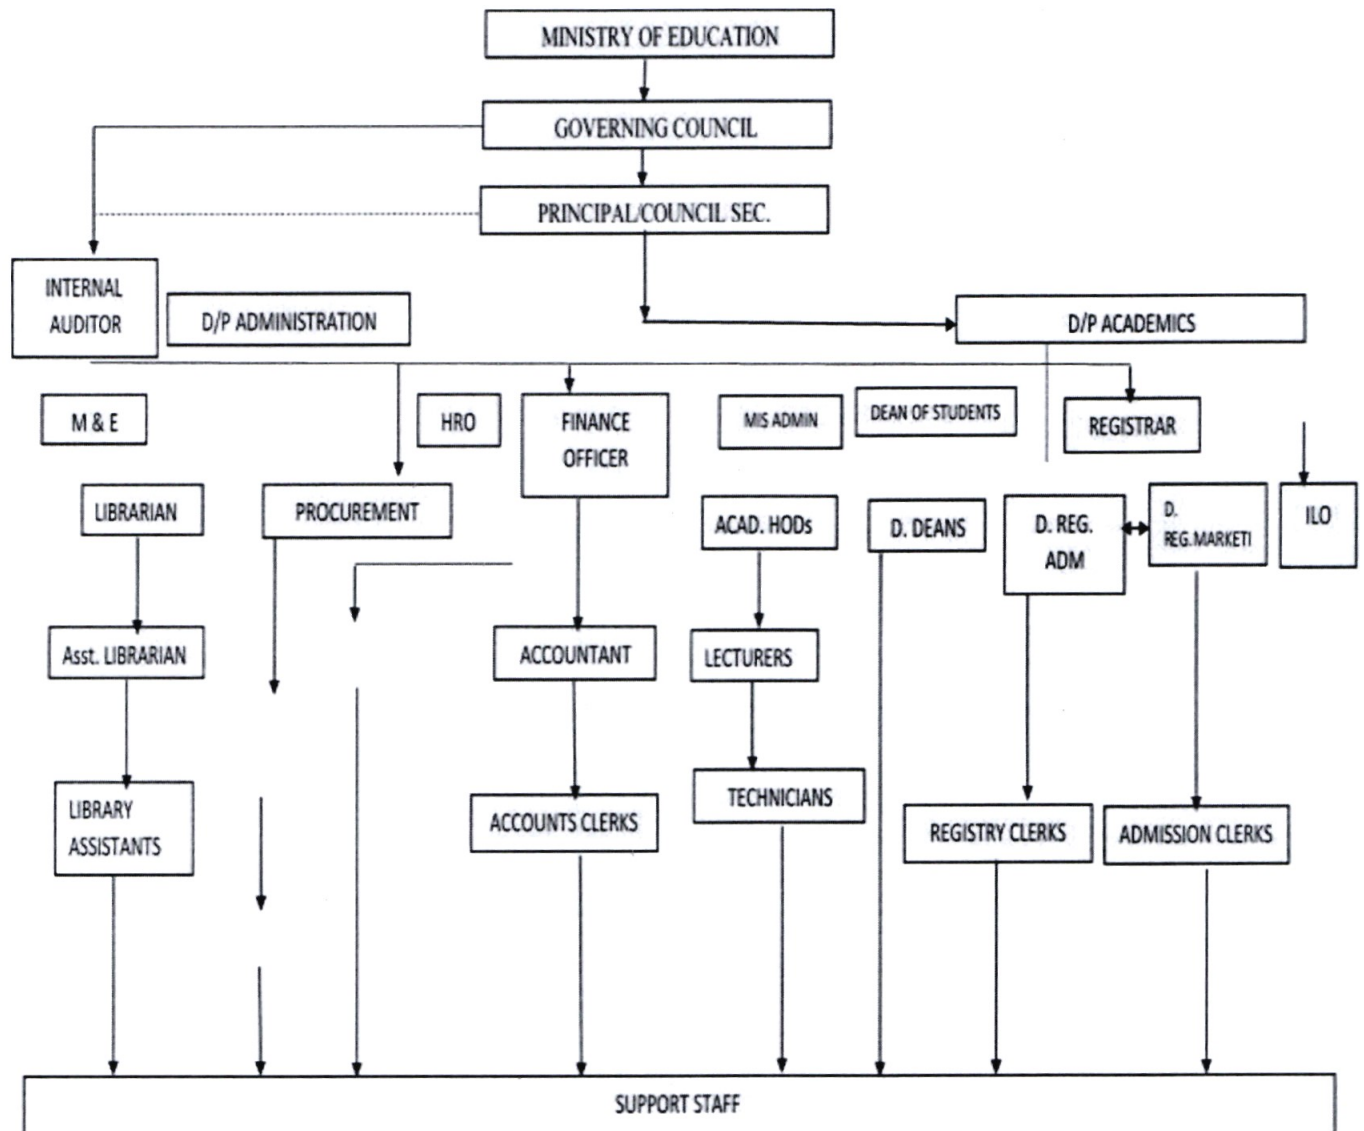 MINISTRY OF EDUCATION
GOVERNING COUNCIL
PRINCIPAL/COUNCIL SEC.
INTERNAL
AUDITOR
D/P ADMINISTRATION
D/P ACADEMICS
M & E
HRO
FINANCE
OFFICER
MIS ADMIN
DEAN OF STUDENTS
REGISTRAR
LIBRARIAN
PROCUREMENT
ACAD. HODs
D. DEANS
D. REG.
ADM
D.
REG.MARKETI
ILO
Asst. LIBRARIAN
ACCOUNTANT
LECTURERS
LIBRARY
ASSISTANTS
ACCOUNTS CLERKS
TECHNICIANS
REGISTRY CLERKS
ADMISSION CLERKS
SUPPORT STAFF